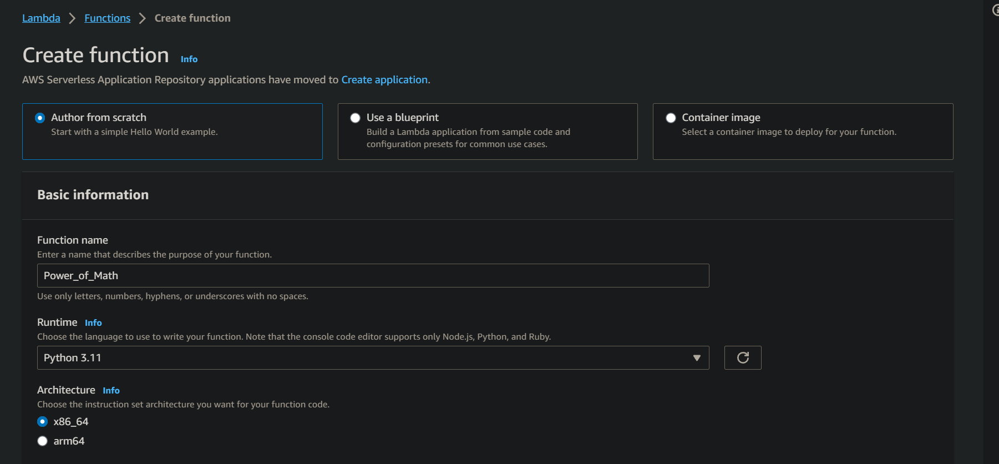 Lambda > Functions > Create function
Create function Info
AWS Serverless Application Repository applications have moved to Create application.
Author from scratch
Start with a simple Hello World example.
Use a blueprint
Build a Lambda application from sample code and
configuration presets for common use cases.
Container image
Select a container image to deploy for your function.
Basic information
Function name
Enter a name that describes the purpose of your function.
Power_of_Math
Use only letters, numbers, hyphens, or underscores with no spaces.
Runtime Info
Choose the language to use to write your function. Note that the console code editor supports only Node.js, Python, and Ruby.
Python 3.11
Architecture Info
Choose the instruction set architecture you want for your function code.
x86_64
arm64